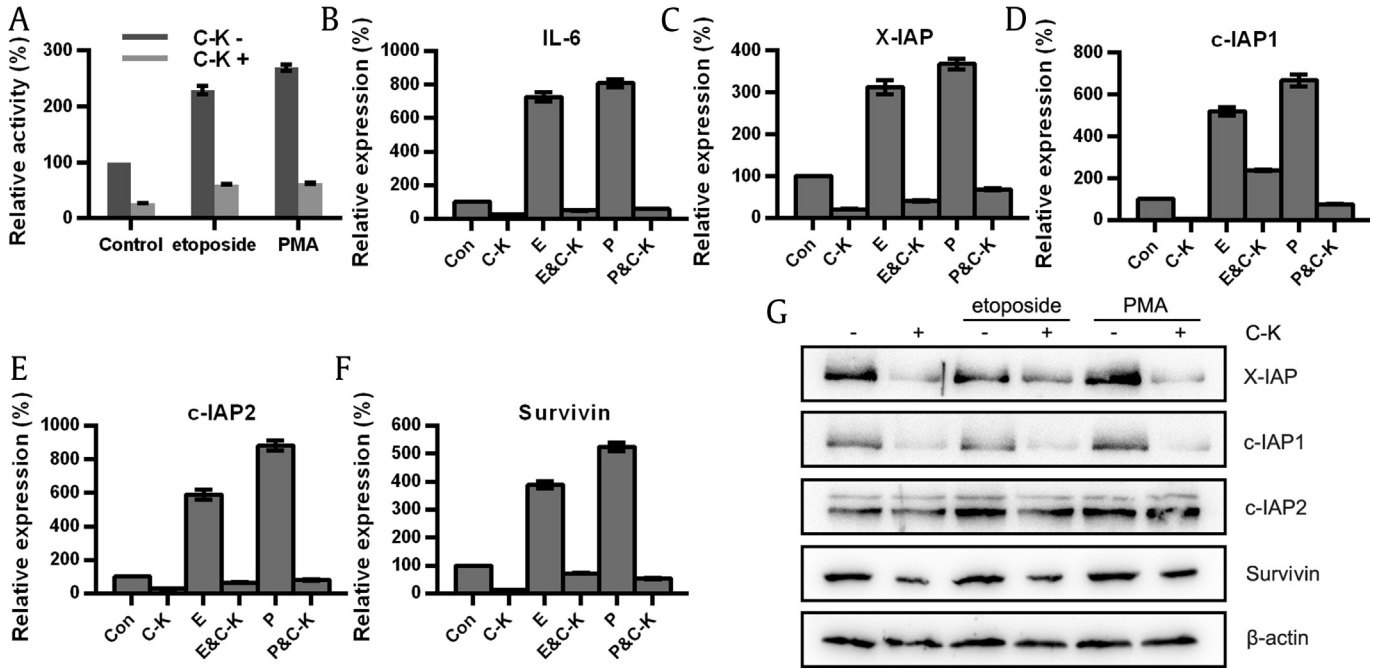 A
Relative activity (%)
300
200
100
0
C-K -
C-K +
Control etoposide PMA
B
IL-6
Relative expression (%)
1000
800
600
400
200
0
Con C-K E E&C-K P P&C-K
C
X-IAP
Relative expression (%)
400
300
200
100
0
Con C-K E E&C-K P P&C-K
D
c-IAP1
Relative expression (%)
800
600
400
200
0
Con C-K E E&C-K P P&C-K
E
c-IAP2
Relative expression (%)
1000
800
600
400
200
0
Con C-K E E&C-K P P&C-K
F
Survivin
Relative expression (%)
600
500
400
300
200
100
0
Con C-K E E&C-K P P&C-K
G
etoposide PMA
- + - + - + C-K
X-IAP
c-IAP1
c-IAP2
Survivin
β-actin